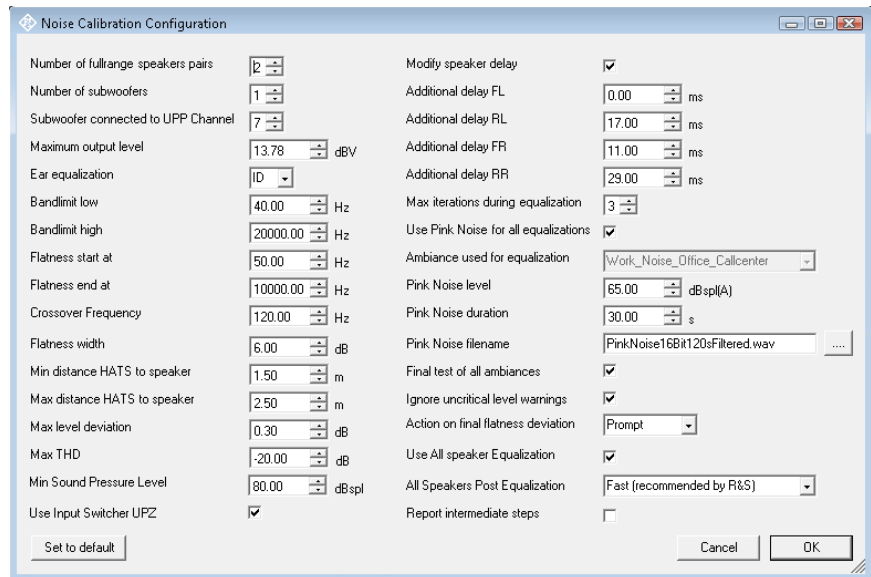 Noise Calibration Configuration
Number of fullrange speakers pairs 2
Number of subwoofers 1
Subwoofer connected to UPP Channel 7
Maximum output level 13.78 dBV
Ear equalization ID
Bandlimit low 40.00 Hz
Bandlimit high 20000.00 Hz
Flatness start at 50.00 Hz
Flatness end at 10000.00 Hz
Crossover Frequency 120.00 Hz
Flatness width 6.00 dB
Min distance HATS to speaker 1.50 m
Max distance HATS to speaker 2.50 m
Max level deviation 0.30 dB
Max THD -20.00 dB
Min Sound Pressure Level 80.00 dBspl
Use Input Switcher UPZ
Set to default
Modify speaker delay
Additional delay FL 0.00 ms
Additional delay RL 17.00 ms
Additional delay FR 11.00 ms
Additional delay RR 29.00 ms
Max iterations during equalization 3
Use Pink Noise for all equalizations
Ambiance used for equalization Work_Noise_Office_Callcenter
Pink Noise level 65.00 dBspl(A)
Pink Noise duration 30.00 s
Pink Noise filename PinkNoise16Bit120sFiltered.wav ....
Final test of all ambiances
Ignore uncritical level warnings
Action on final flatness deviation Prompt
Use All speaker Equalization
All Speakers Post Equalization Fast (recommended by R&S)
Report intermediate steps
Cancel OK